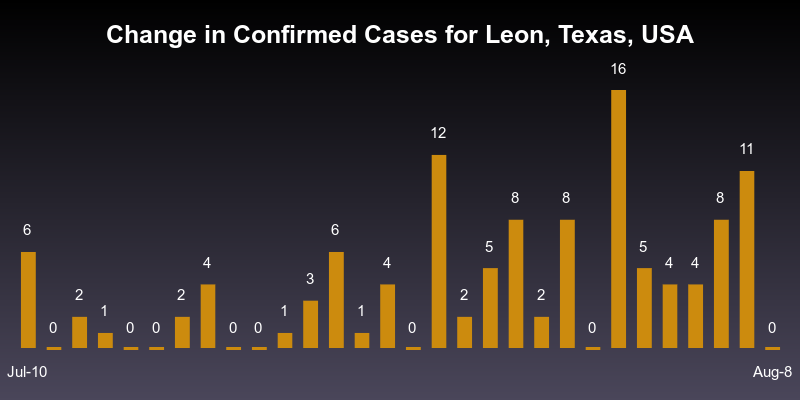 Change in Confirmed Cases for Leon, Texas, USA
6 0 2 1 0 0 2 4 0 0 1 3 6 1 4 0 12 2 5 8 2 8 0 16 5 4 4 8 11 0
Jul-10 Aug-8